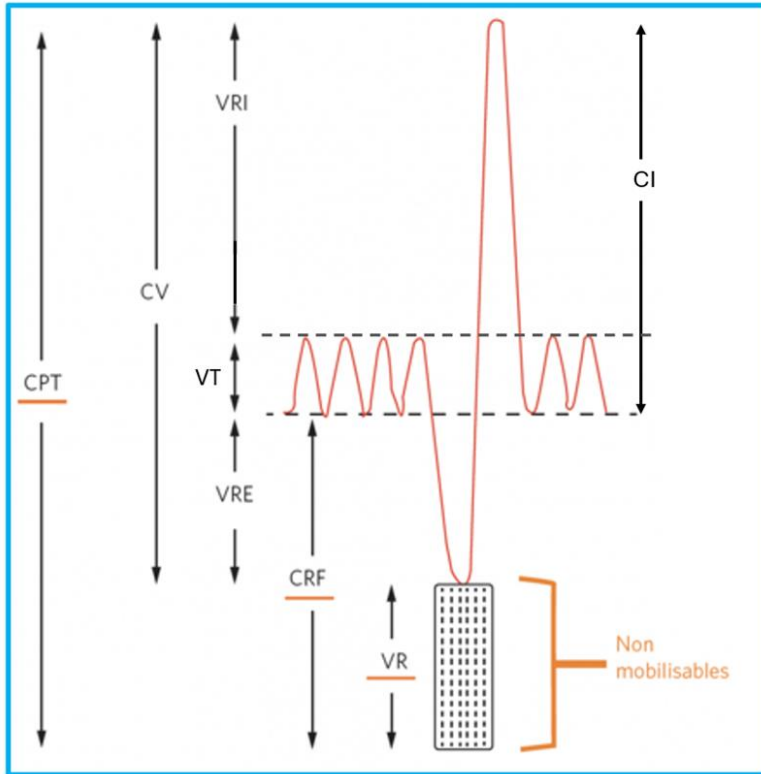 VRI
CI
CV
VT
CPT
VRE
CRF
VR
Non
mobilisables